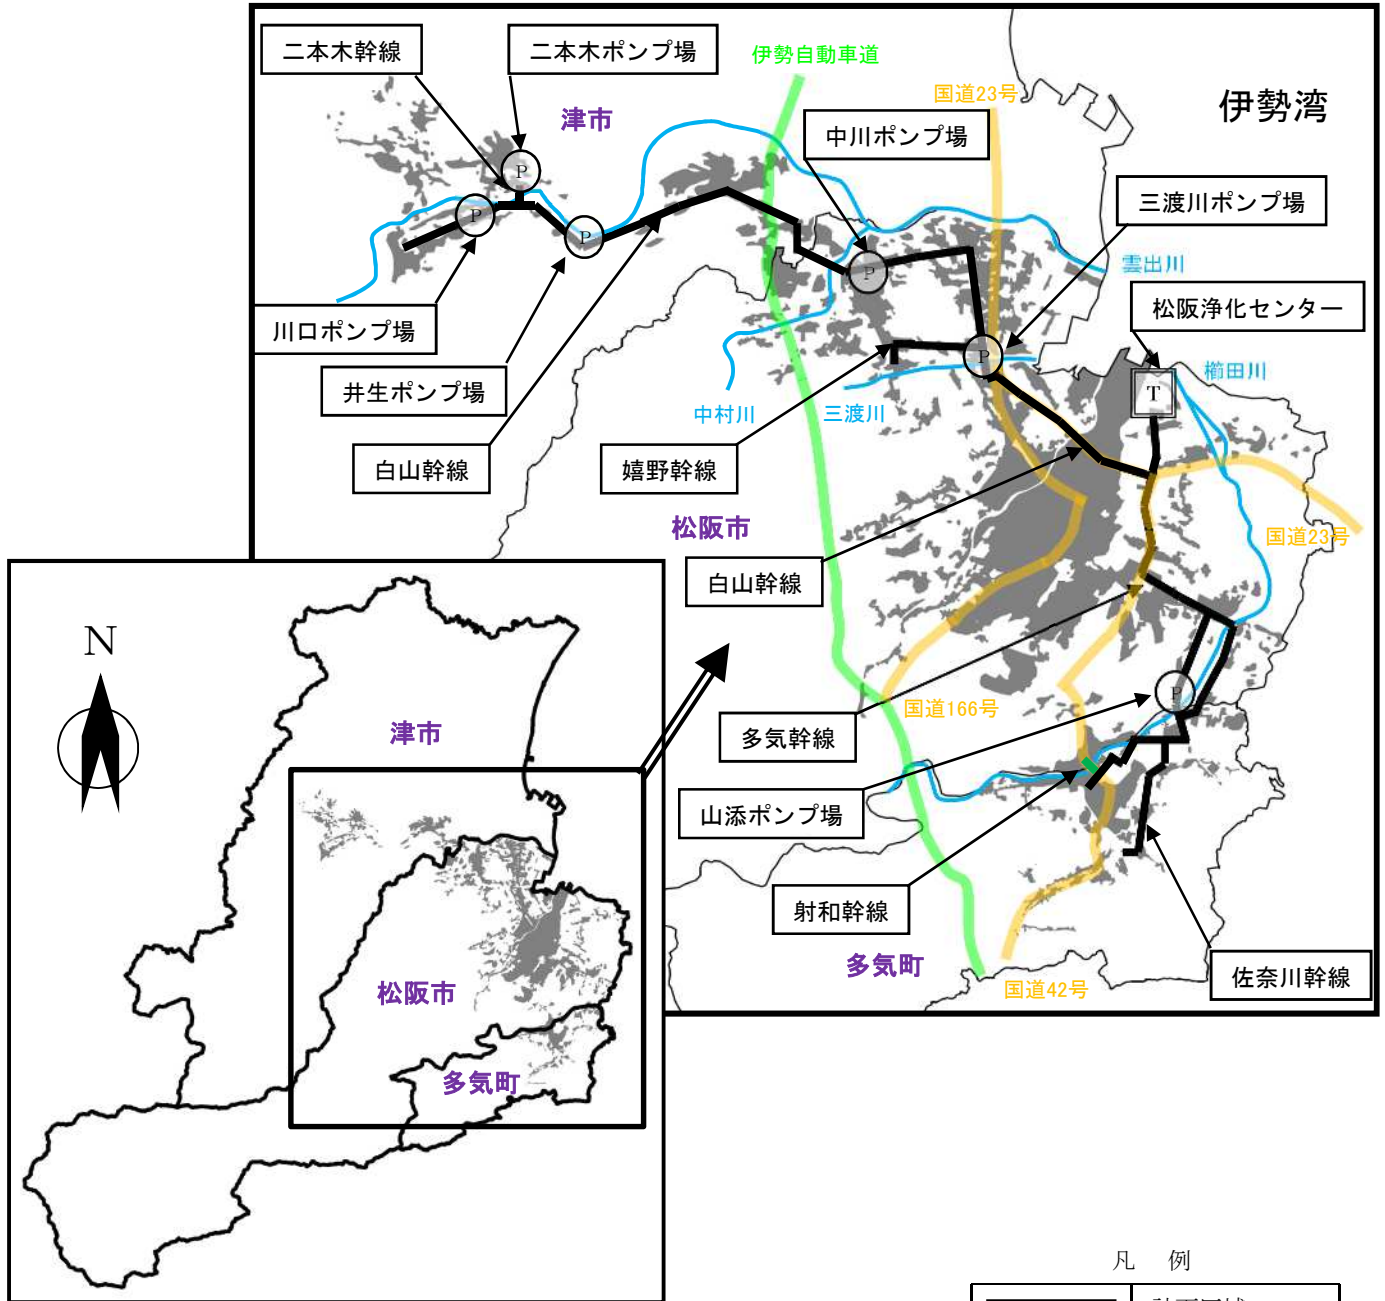 二本木幹線
二本木ポンプ場
伊勢自動車道
国道23号
伊勢湾
津市
中川ポンプ場
三渡川ポンプ場
P
P
P
P
雲出川
川口ポンプ場
松阪浄化センター
P
櫛田川
井生ポンプ場
T
中村川
三渡川
白山幹線
嬉野幹線
松阪市
国道23号
白山幹線
N
P
国道166号
津市
多気幹線
山添ポンプ場
射和幹線
多気町
佐奈川幹線
国道42号
松阪市
多気町
凡 例